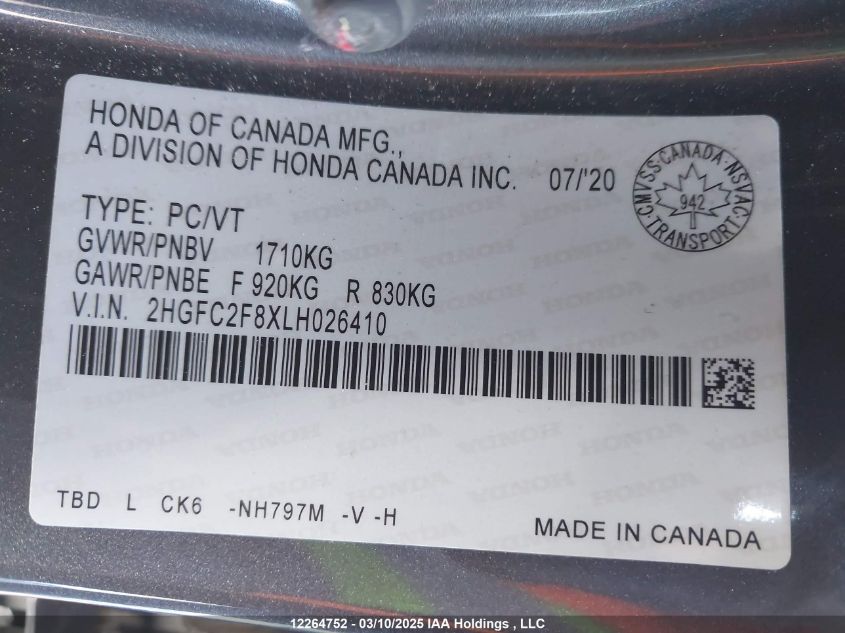 HONDA OF CANADA MFG.,
A DIVISION OF HONDA CANADA INC. 07/'20
CMVSS·CANADA·NSVAC·TRANSPORT
942
TYPE: PC/VT
GVWR/PNBV 1710KG
GAWR/PNBE F 920KG R 830KG
V.I.N. 2HGFC2F8XLH026410
TBD L CK6 -NH797M -V -H
MADE IN CANADA
12264752 - 03/10/2025 IAA Holdings , LLC